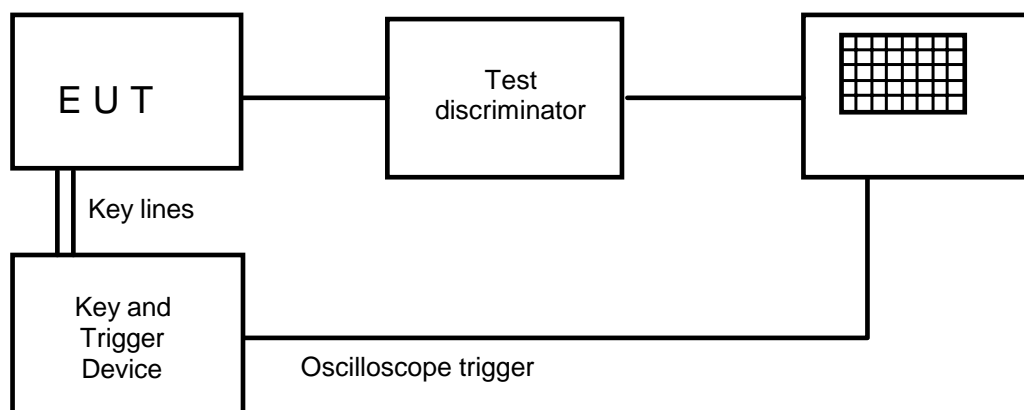 E U T
Test
discriminator
Key lines
Key and
Trigger
Device
Oscilloscope trigger